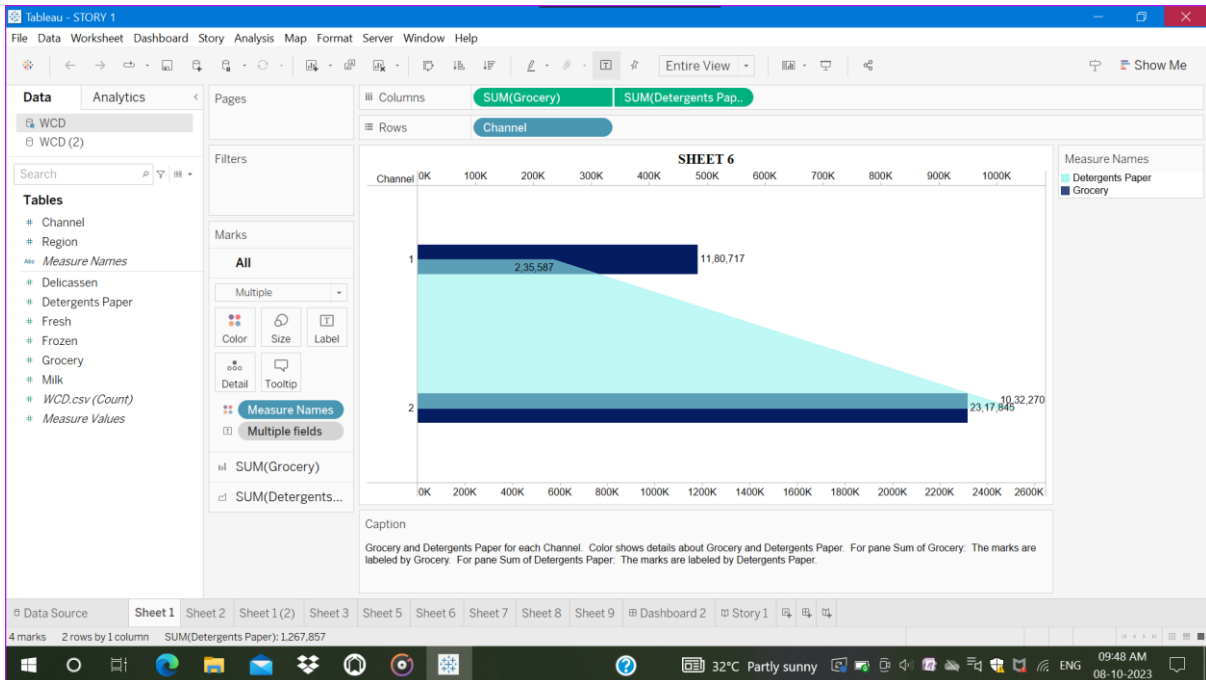 Tableau - STORY 1
File Data Worksheet Dashboard Story Analysis Map Format Server Window Help
Entire View
Show Me
Data Analytics
WCD
WCD (2)
Search
Tables
Channel
Region
Abc Measure Names
Delicassen
Detergents Paper
Fresh
Frozen
Grocery
Milk
WCD.csv (Count)
Measure Values
Pages
Filters
Marks
All
Multiple
Color Size Label
Detail Tooltip
Measure Names
Multiple fields
SUM(Grocery)
SUM(Detergents...
Columns SUM(Grocery) SUM(Detergents Pap..
Rows Channel
SHEET 6
Channel 0K 100K 200K 300K 400K 500K 600K 700K 800K 900K 1000K
1 11,80,717
2,35,587
10,32,270
2 23,17,845
0K 200K 400K 600K 800K 1000K 1200K 1400K 1600K 1800K 2000K 2200K 2400K 2600K
Caption
Grocery and Detergents Paper for each Channel. Color shows details about Grocery and Detergents Paper. For pane Sum of Grocery: The marks are
labeled by Grocery. For pane Sum of Detergents Paper: The marks are labeled by Detergents Paper.
Measure Names
Detergents Paper
Grocery
Data Source Sheet 1 Sheet 2 Sheet 1 (2) Sheet 3 Sheet 5 Sheet 6 Sheet 7 Sheet 8 Sheet 9 Dashboard 2 Story 1
4 marks 2 rows by 1 column SUM(Detergents Paper): 1,267,857
32°C Partly sunny ENG 09:48 AM
08-10-2023